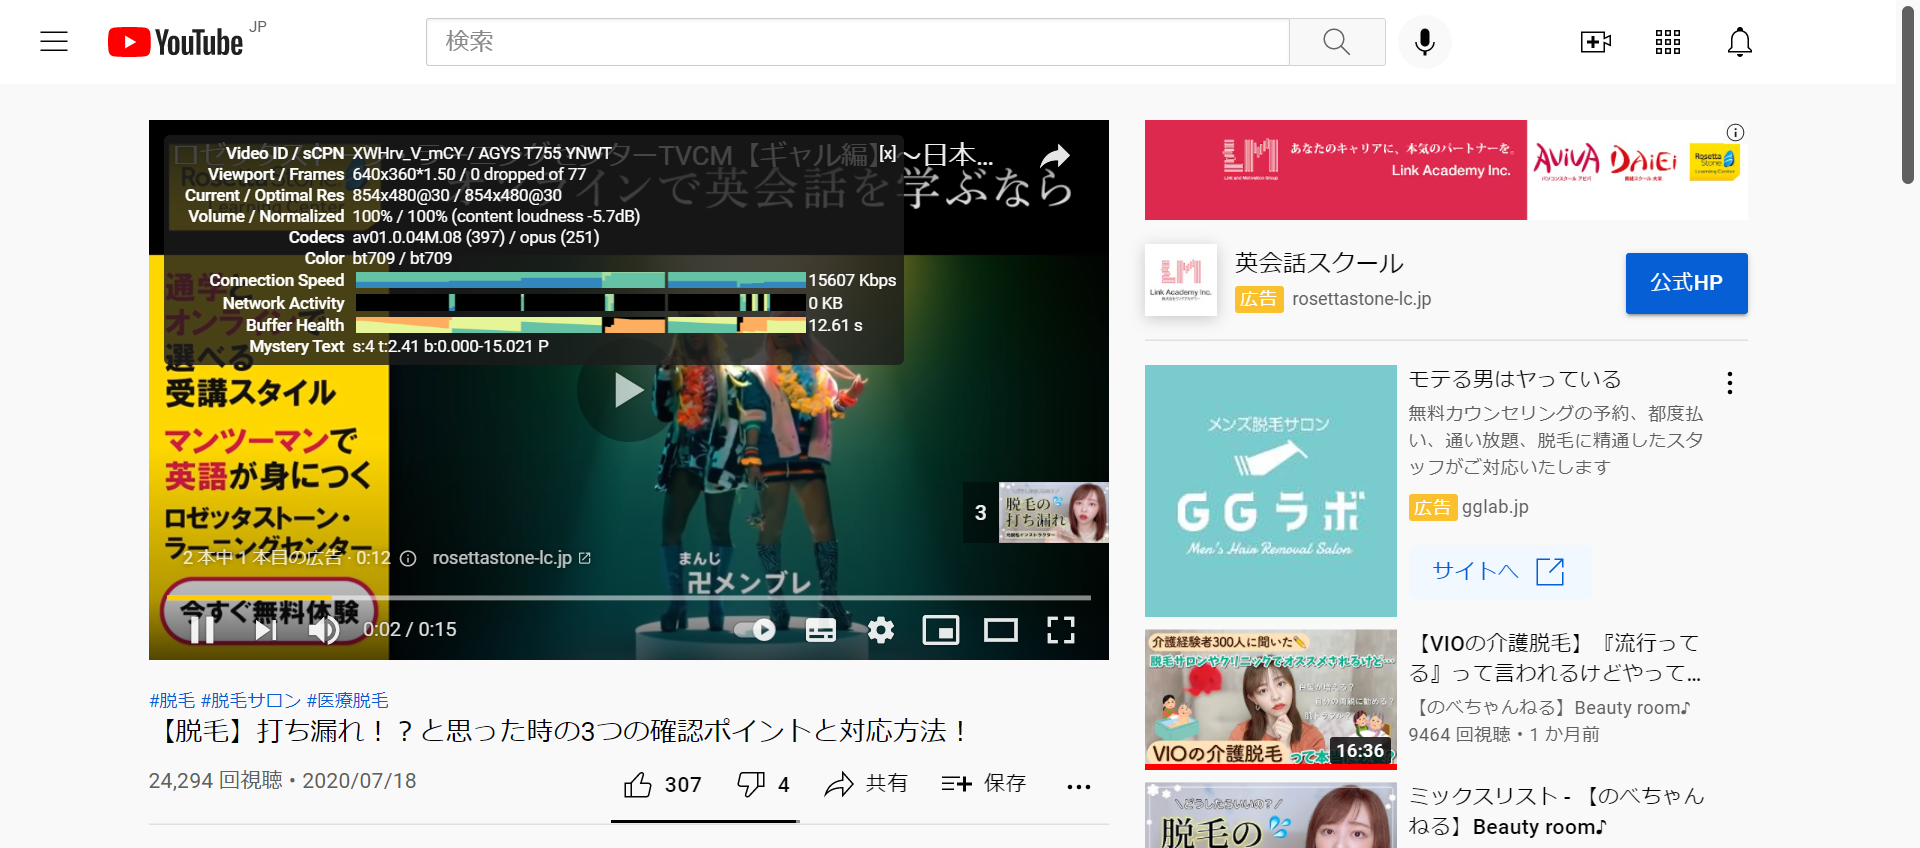 YouTube JP
検索
Video ID / sCPN XWHrv_V_mCY / AGYS T755 YNWT
[x]
～日本...
Viewport / Frames 640x360*1.50 / 0 dropped of 77
オンラインで英会話を学ぶなら
Current / Optimal Res 854x480@30 / 854x480@30
Volume / Normalized 100% / 100% (content loudness -5.7dB)
Codecs av01.0.04M.08 (397) / opus (251)
Color bt709 / bt709
Connection Speed 15607 Kbps
Network Activity 0 KB
Buffer Health 12.61 s
Mystery Text s:4 t:2.41 b:0.000-15.021 P
通学と
オンラインで
選べる
受講スタイル
マンツーマンで
英語が身につく
ロゼッタストーン・
ラーニングセンター
2 本中 1 本目の広告 · 0:12 rosettastone-lc.jp
今すぐ無料体験
まんじ
卍メンブレ
3
脱毛の
打ち漏れ
0:02 / 0:15
#脱毛 #脱毛サロン #医療脱毛
【脱毛】打ち漏れ！？と思った時の3つの確認ポイントと対応方法！
24,294 回視聴・2020/07/18
307
4
共有
保存
LM
Link and Motivation Group
あなたのキャリアに、本気のパートナーを。
Link Academy Inc.
AVIVA
パソコンスクール アビバ
DAIEI
資格スクール 大栄
Rosetta Stone
Learning Center
LM
Link Academy Inc.
英会話スクール
広告 rosettastone-lc.jp
公式HP
メンズ脱毛サロン
GGラボ
Men's Hair Removal Salon
モテる男はヤっている
無料カウンセリングの予約、都度払
い、通い放題、脱毛に精通したスタ
ッフがご対応いたします
広告 gglab.jp
サイトへ
介護経験者300人に聞いた
脱毛サロンやクリニックでオススメされるけど…
VIOの介護脱毛
16:36
【VIOの介護脱毛】『流行って
る』って言われるけどやって...
【のべちゃんねる】Beauty room♪
9464 回視聴・1 か月前
＼どうしたらいいの？／
脱毛の
ミックスリスト - 【のべちゃん
ねる】Beauty room♪